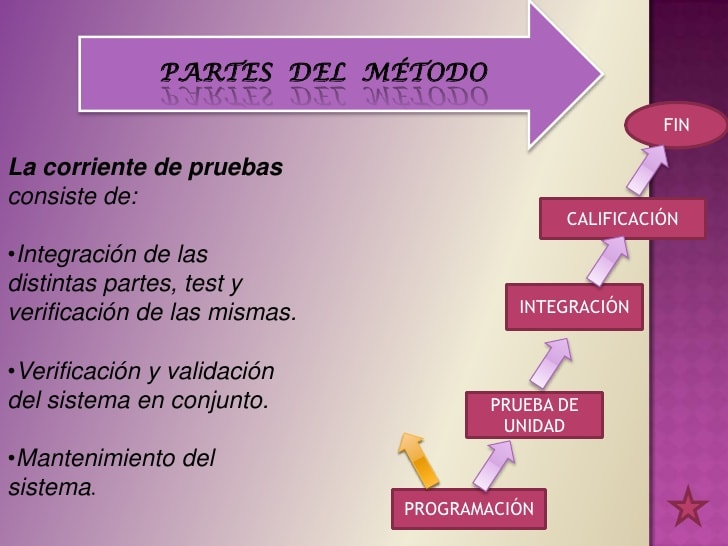 PARTES DEL MÉTODO
La corriente de pruebas
consiste de:
•Integración de las
distintas partes, test y
verificación de las mismas.
•Verificación y validación
del sistema en conjunto.
•Mantenimiento del
sistema.
FIN
CALIFICACIÓN
INTEGRACIÓN
PRUEBA DE
UNIDAD
PROGRAMACIÓN